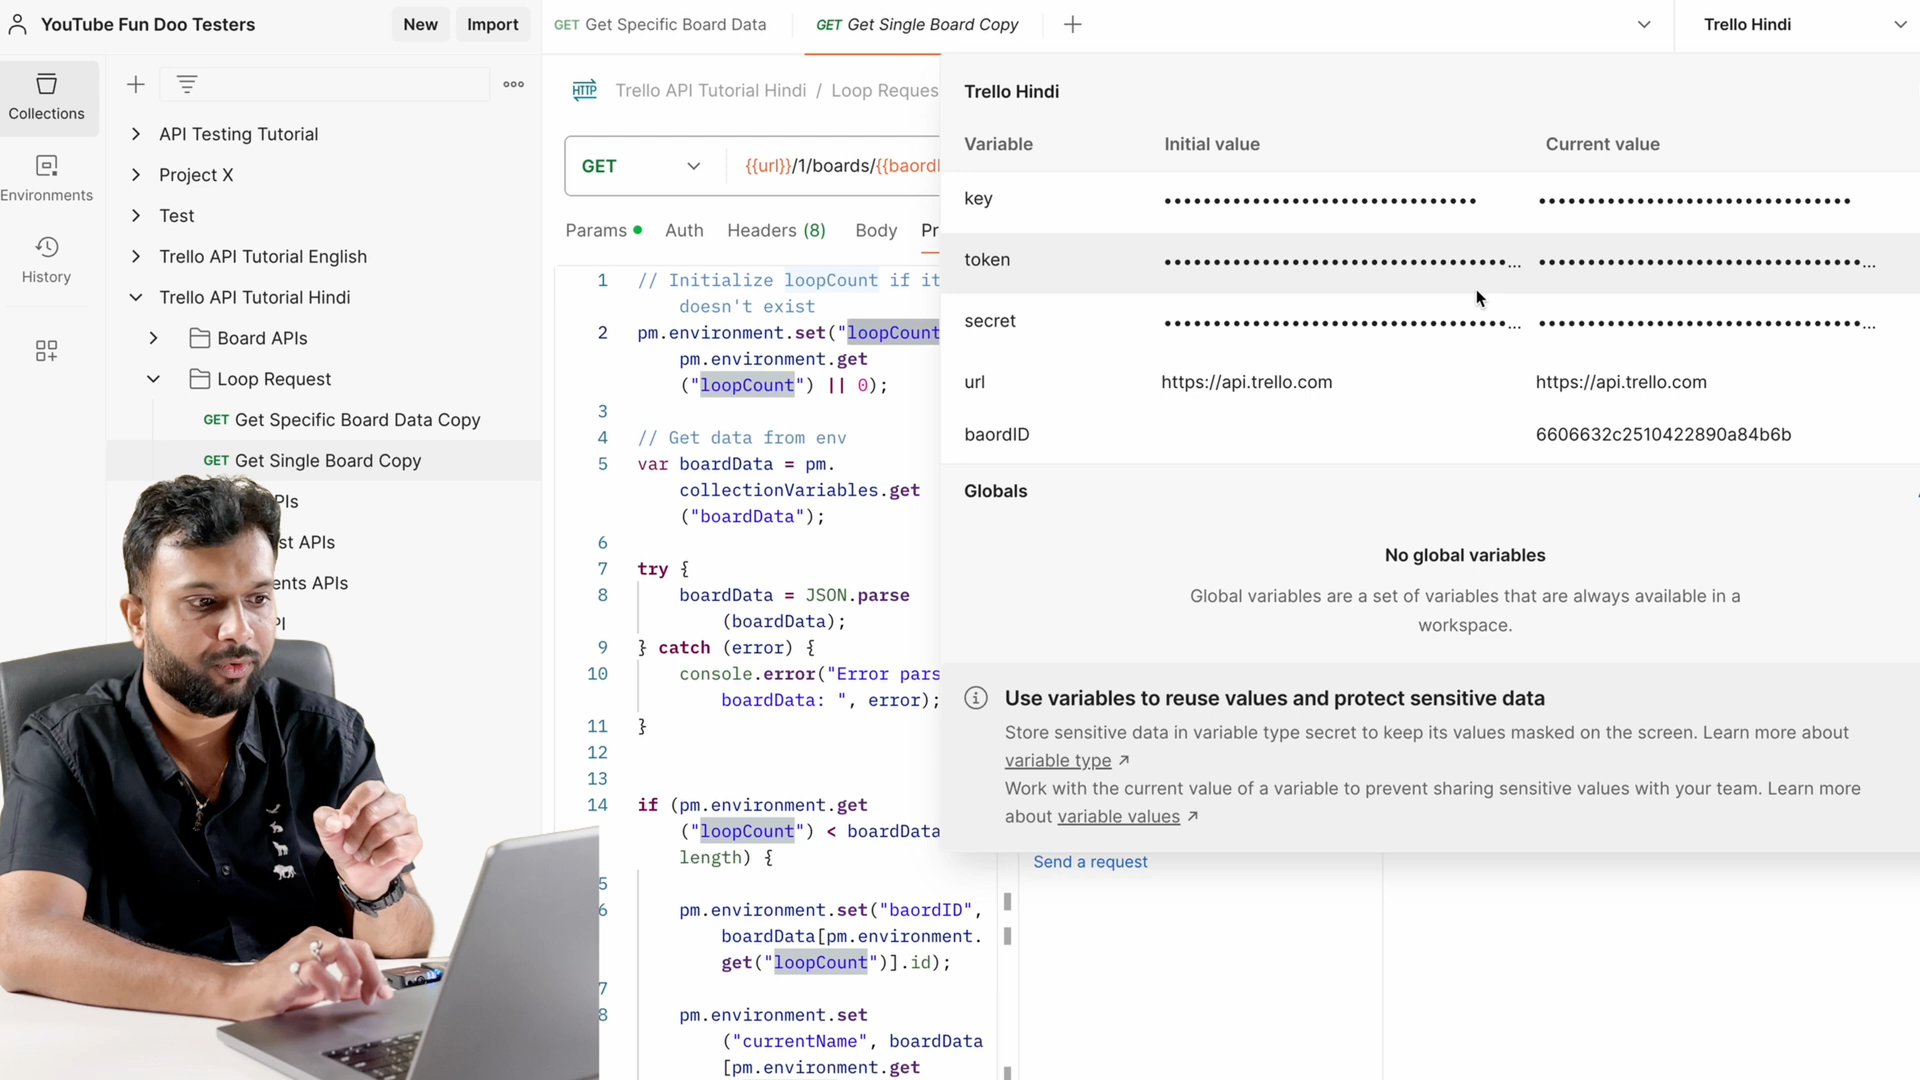 YouTube Fun Doo Testers
New
Import
GET Get Specific Board Data
GET Get Single Board Copy
Trello Hindi
Collections
Environments
History
API Testing Tutorial
Project X
Test
Trello API Tutorial English
Trello API Tutorial Hindi
Board APIs
Loop Request
GET Get Specific Board Data Copy
GET Get Single Board Copy
PIs
st APIs
ents APIs
PI
HTTP
Trello API Tutorial Hindi / Loop Reques
GET
{{url}}/1/boards/{{baordI
Params
Auth
Headers (8)
Body
Pr
1 // Initialize loopCount if it
doesn't exist
2 pm.environment.set("loopCount
pm.environment.get
("loopCount") || 0);
3
4 // Get data from env
5 var boardData = pm.
collectionVariables.get
("boardData");
6
7 try {
8 boardData = JSON.parse
(boardData);
9 } catch (error) {
10 console.error("Error pars
boardData: ", error);
11 }
12
13
14 if (pm.environment.get
("loopCount") < boardData
length) {
5
6 pm.environment.set("baordID",
boardData[pm.environment.
get("loopCount")].id);
7
8 pm.environment.set
("currentName", boardData
[pm.environment.get
Trello Hindi
Variable Initial value Current value
key •••••••••••••••••••••••••••••••• ••••••••••••••••••••••••••••••••
token •••••••••••••••••••••••••••••••••••... •••••••••••••••••••••••••••••••••...
secret •••••••••••••••••••••••••••••••••••... •••••••••••••••••••••••••••••••••...
url https://api.trello.com https://api.trello.com
baordID 6606632c2510422890a84b6b
Globals
No global variables
Global variables are a set of variables that are always available in a
workspace.
Use variables to reuse values and protect sensitive data
Store sensitive data in variable type secret to keep its values masked on the screen. Learn more about
variable type ↗
Work with the current value of a variable to prevent sharing sensitive values with your team. Learn more
about variable values ↗
Send a request